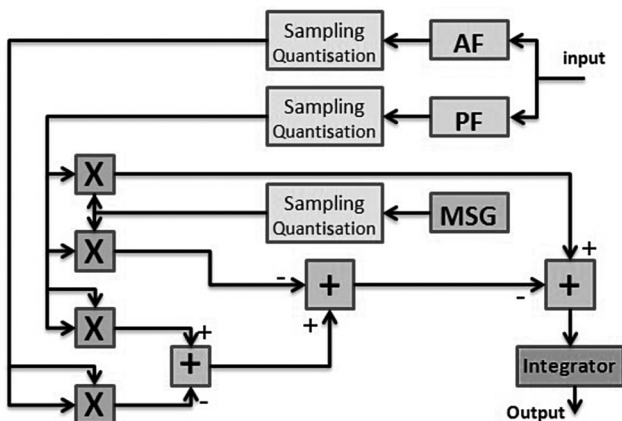 Sampling
Quantisation
AF
input
Sampling
Quantisation
PF
X
Sampling
Quantisation
MSG
+
X
-
+
-
+
+
X
+
+
-
X
Integrator
Output